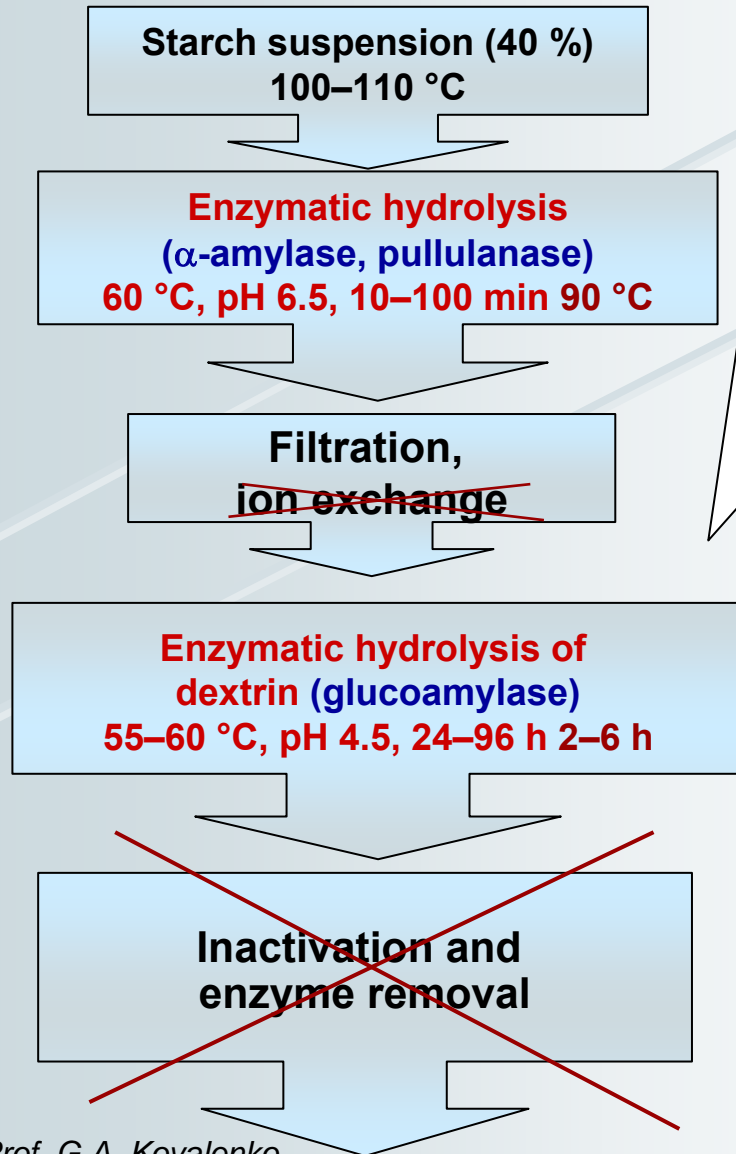 Starch suspension (40 %)
100–110 °C
Enzymatic hydrolysis
(α-amylase, pullulanase)
60 °C, pH 6.5, 10–100 min 90 °C
Filtration,
ion exchange
Enzymatic hydrolysis of
dextrin (glucoamylase)
55–60 °C, pH 4.5, 24–96 h 2–6 h
Inactivation and
enzyme removal
Prof. G.A. Kovalenko